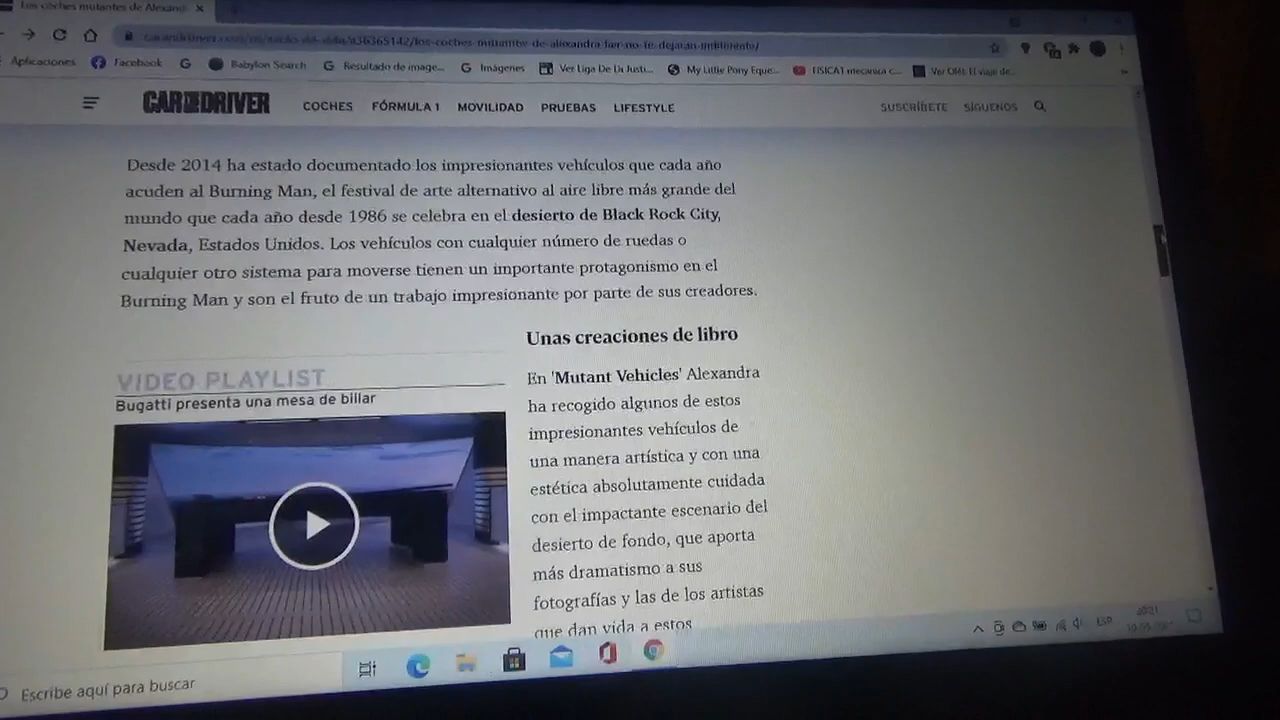 Los coches mutantes de Alexand
Aplicaciones Facebook Babylon Search Resultado de image... Imágenes Ver Liga De La Justi... My Little Pony Eque... FISICA1 mecanica c... Ver Olé: El viaje de...
CAR AND DRIVER COCHES FÓRMULA 1 MOVILIDAD PRUEBAS LIFESTYLE SUSCRÍBETE SÍGUENOS
Desde 2014 ha estado documentado los impresionantes vehículos que cada año
acuden al Burning Man, el festival de arte alternativo al aire libre más grande del
mundo que cada año desde 1986 se celebra en el desierto de Black Rock City,
Nevada, Estados Unidos. Los vehículos con cualquier número de ruedas o
cualquier otro sistema para moverse tienen un importante protagonismo en el
Burning Man y son el fruto de un trabajo impresionante por parte de sus creadores.
VIDEO PLAYLIST
Bugatti presenta una mesa de billar
Unas creaciones de libro
En 'Mutant Vehicles' Alexandra
ha recogido algunos de estos
impresionantes vehículos de
una manera artística y con una
estética absolutamente cuidada
con el impactante escenario del
desierto de fondo, que aporta
más dramatismo a sus
fotografías y las de los artistas
que dan vida a estos
Escribe aquí para buscar
ESP
20:21